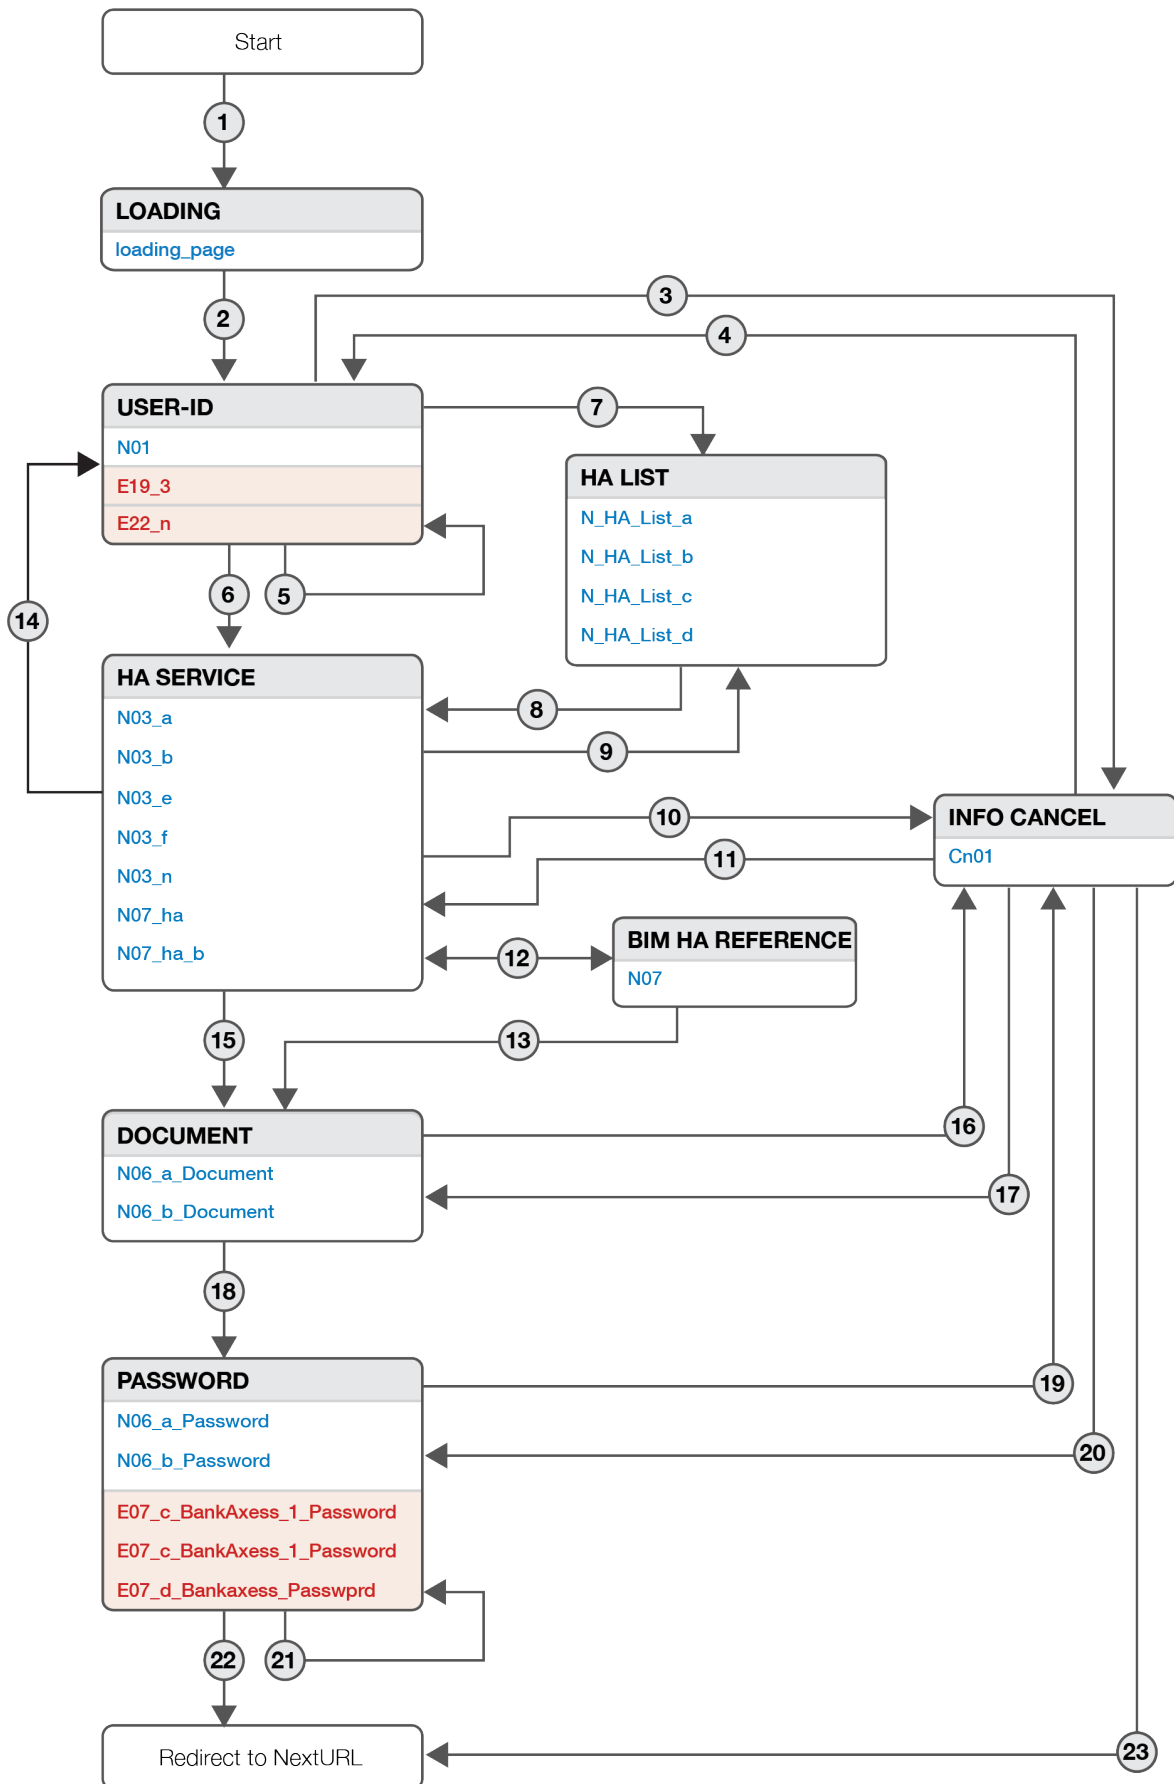 Start
1
LOADING
loading_page
2
3
4
USER-ID
N01
E19_3
E22_n
7
HA LIST
N_HA_List_a
N_HA_List_b
N_HA_List_c
N_HA_List_d
6
5
14
HA SERVICE
N03_a
N03_b
N03_e
N03_f
N03_n
N07_ha
N07_ha_b
8
9
10
11
INFO CANCEL
Cn01
12
BIM HA REFERENCE
N07
15
13
DOCUMENT
N06_a_Document
N06_b_Document
16
17
18
PASSWORD
N06_a_Password
N06_b_Password
E07_c_BankAxess_1_Password
E07_c_BankAxess_1_Password
E07_d_Bankaxess_Passwprd
19
20
22
21
Redirect to NextURL
23